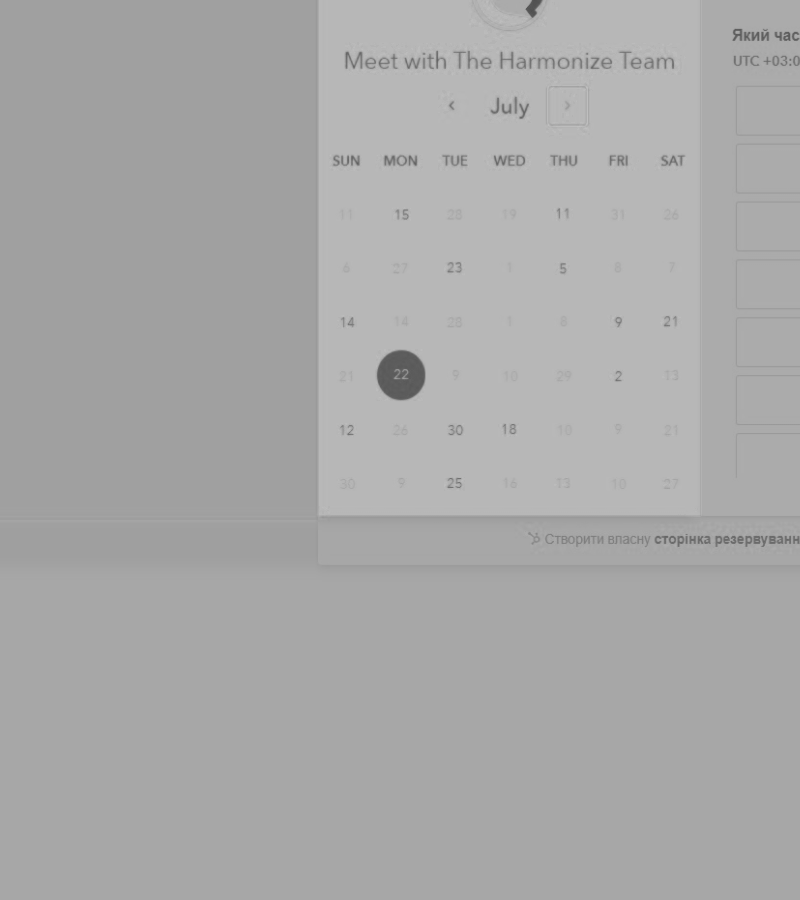 Meet with The Harmonize Team
July
SUN MON TUE WED THU FRI SAT
11 15 28 19 11 31 26
6 27 23 1 5 8 7
14 14 28 1 8 9 21
21 22 9 10 29 2 13
12 26 30 18 10 9 21
30 9 25 16 13 10 27
Який час
UTC +03:0
Створити власну сторінка резервуванн